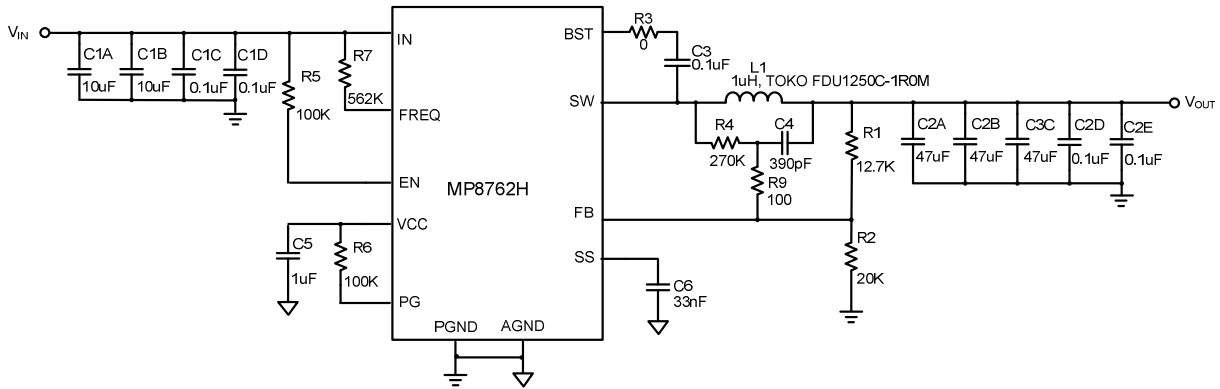 VIN
C1A
10uF
C1B
10uF
C1C
0.1uF
C1D
0.1uF
R5
100K
R7
562K
IN
FREQ
EN
VCC
PG
PGND
AGND
MP8762H
BST
SW
FB
SS
C5
1uF
R6
100K
R3
0
C3
0.1uF
L1
1uH, TOKO FDU1250C-1R0M
R4
270K
C4
390pF
R9
100
R1
12.7K
R2
20K
C6
33nF
C2A
47uF
C2B
47uF
C3C
47uF
C2D
0.1uF
C2E
0.1uF
VOUT